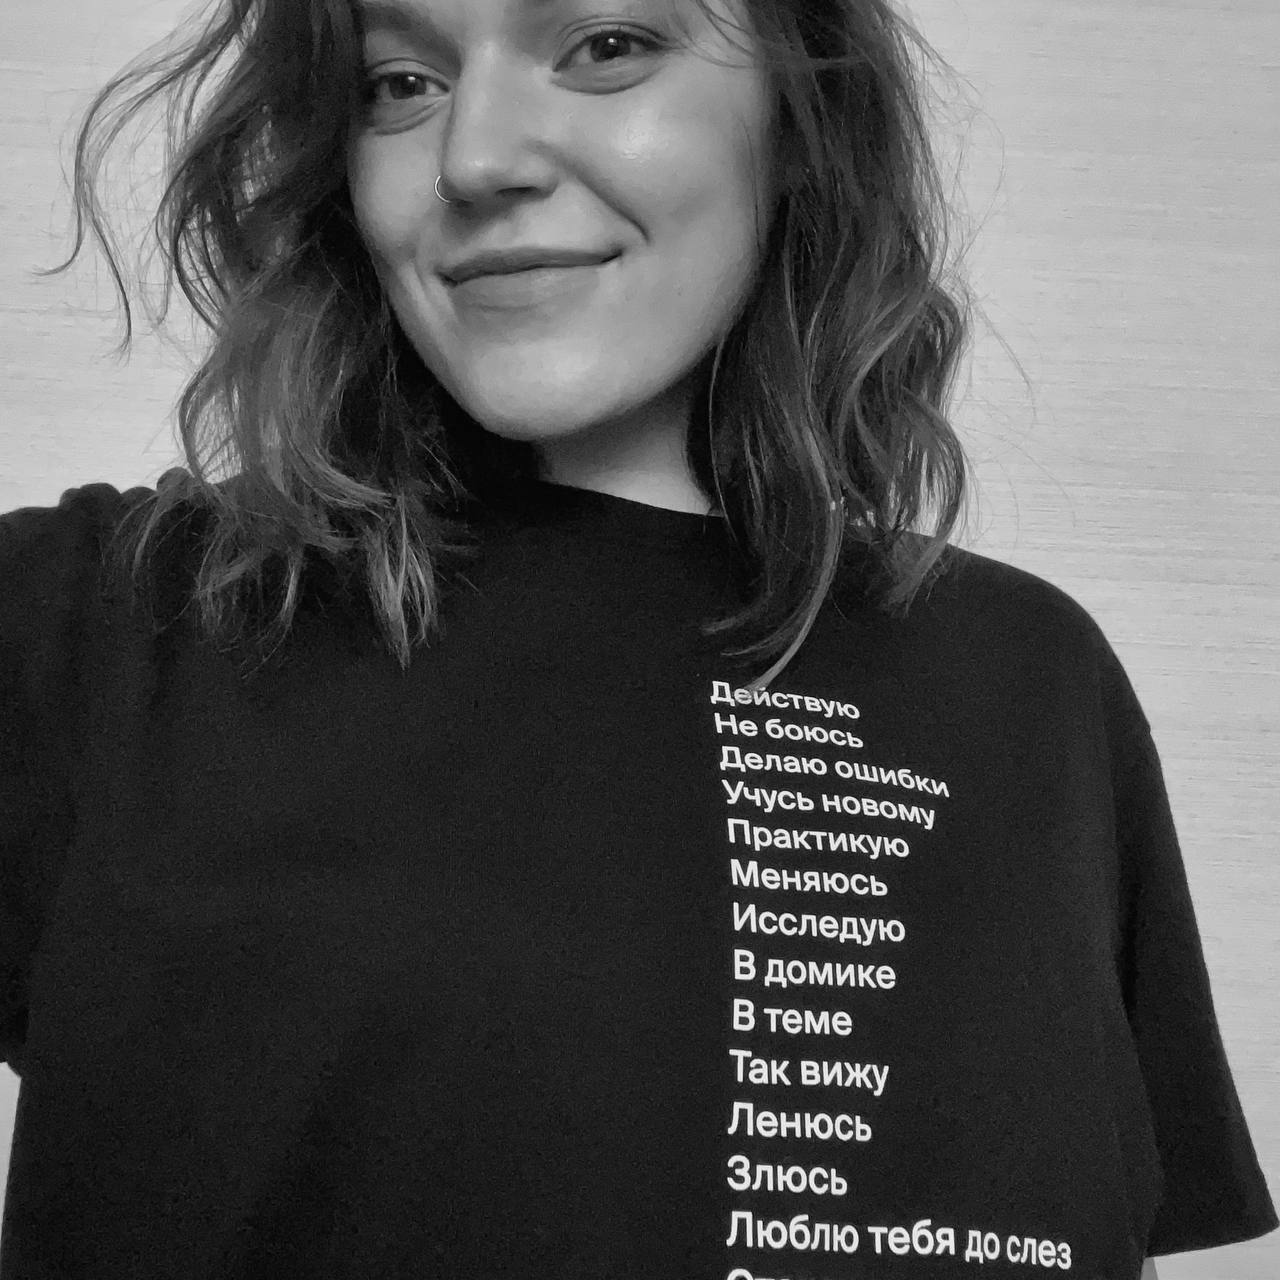 Действую
Не боюсь
Делаю ошибки
Учусь новому
Практикую
Меняюсь
Исследую
В домике
В теме
Так вижу
Ленюсь
Злюсь
Люблю тебя до слез